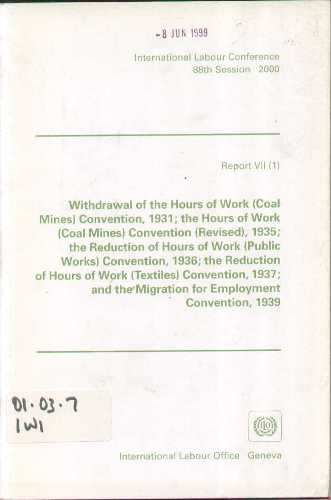 -8 JUN 1999
International Labour Conference
88th Session 2000
Report VII (1)
Withdrawal of the Hours of Work (Coal
Mines) Convention, 1931; the Hours of Work
(Coal Mines) Convention (Revised), 1935;
the Reduction of Hours of Work (Public
Works) Convention, 1936; the Reduction
of Hours of Work (Textiles) Convention, 1937;
and the Migration for Employment
Convention, 1939
01.03.7
1W1
International Labour Office Geneva